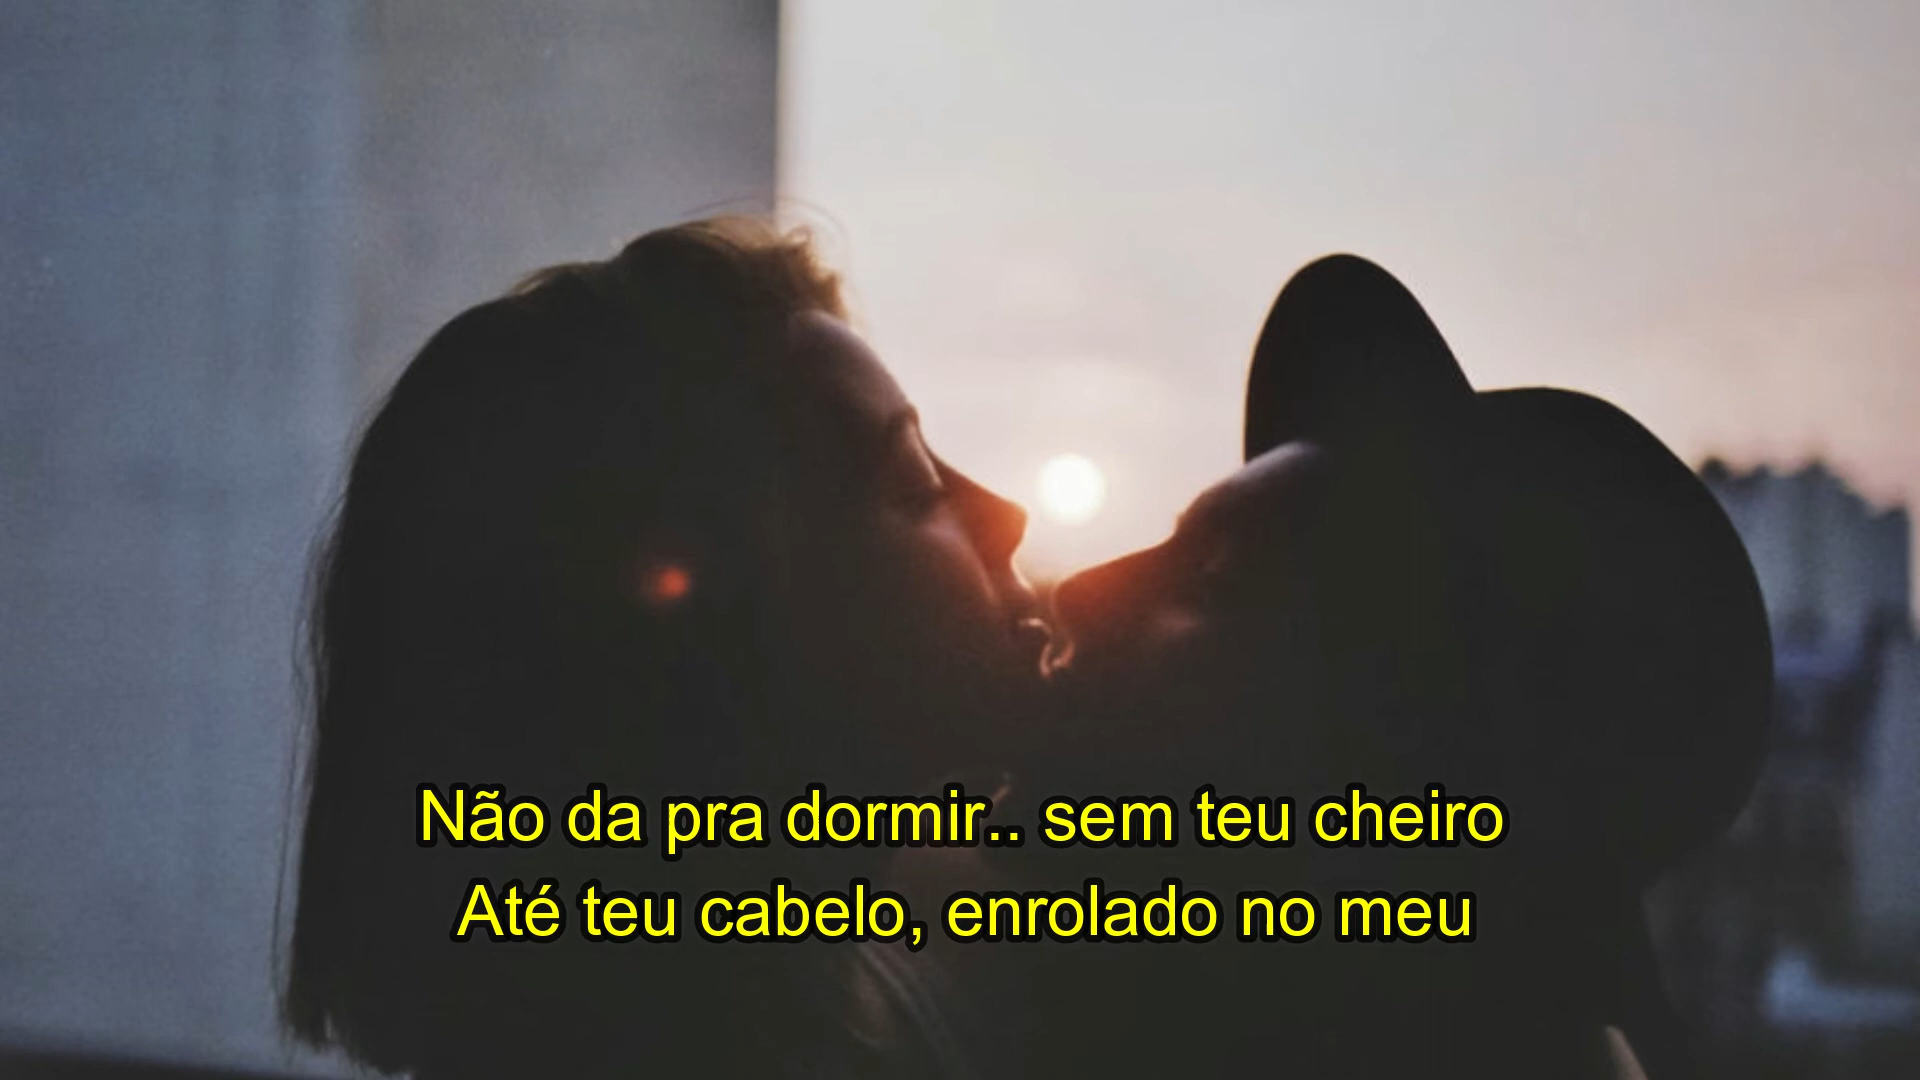 Não da pra dormir.. sem teu cheiro
Até teu cabelo, enrolado no meu